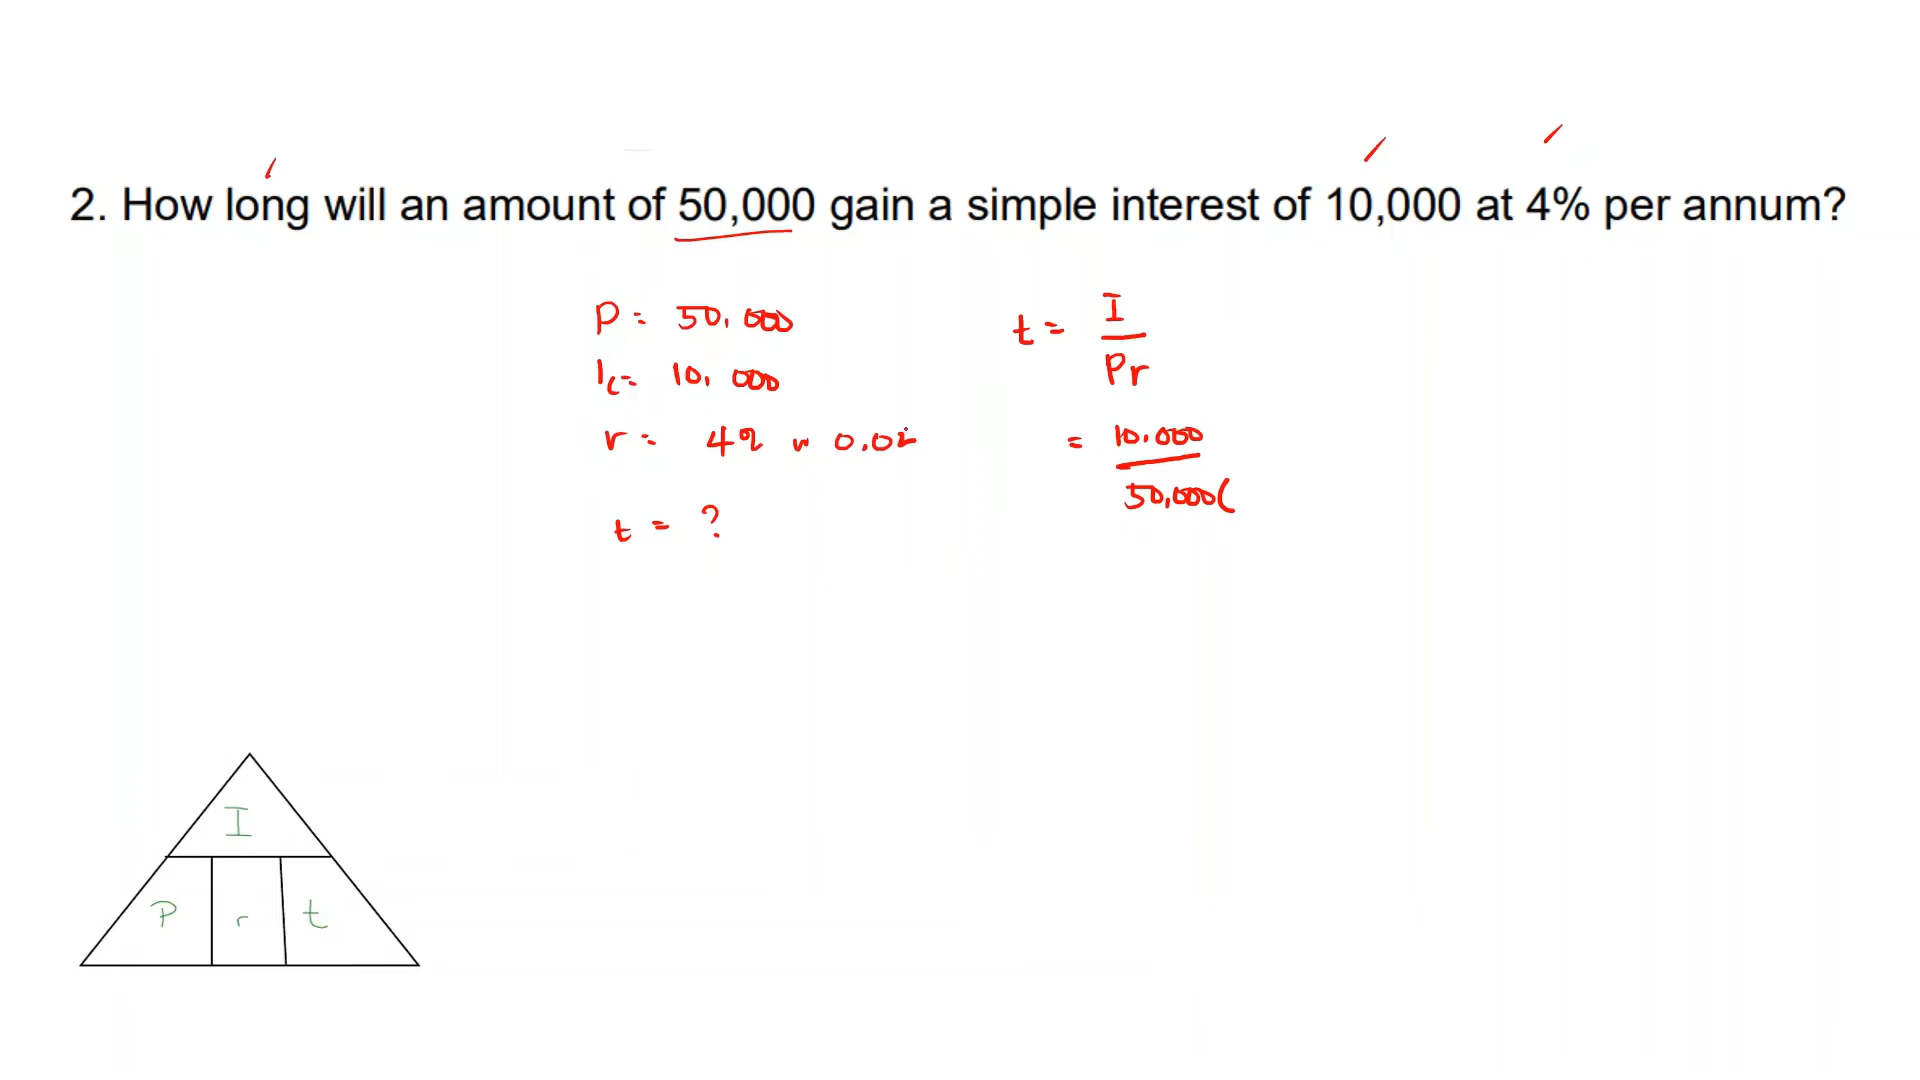 2. How long will an amount of 50,000 gain a simple interest of 10,000 at 4% per annum?
P = 50,000
t = I / Pr
= 10,000
r = 4% 0.04
= 10,000 / 50,000(
t = ?
I
P r t